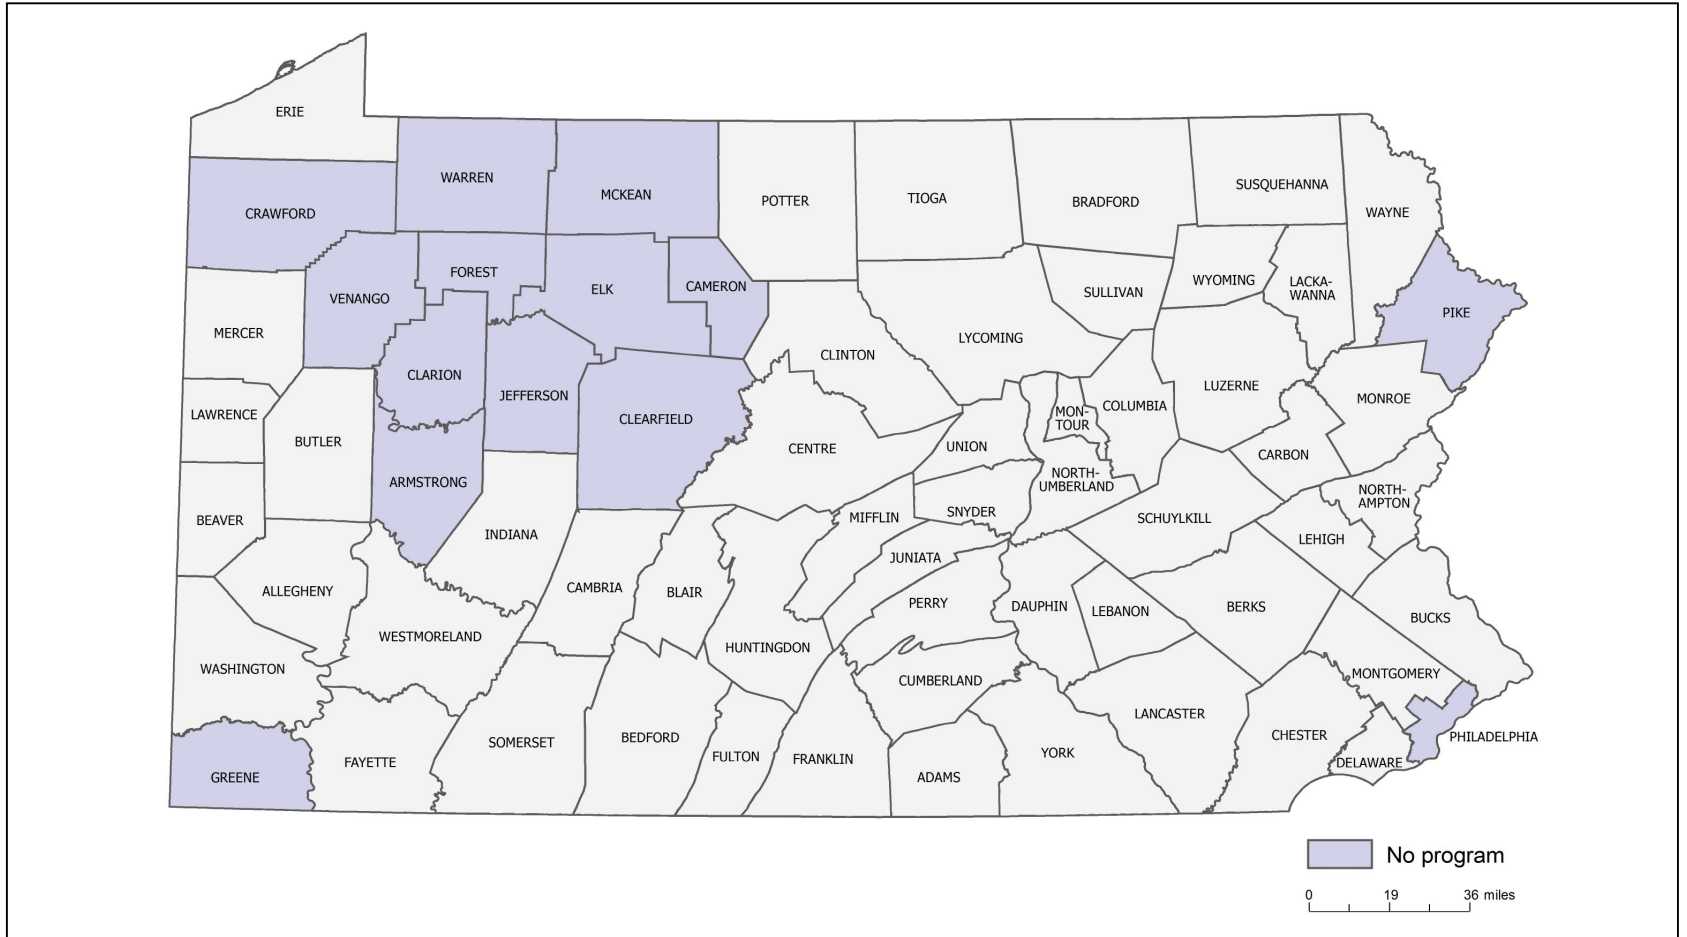 ERIE
WARREN
MCKEAN
CRAWFORD
POTTER
TIOGA
BRADFORD
SUSQUEHANNA
WAYNE
VENANGO
FOREST
ELK
CAMERON
SULLIVAN
WYOMING
LACKA-
WANNA
PIKE
MERCER
LYCOMING
CLINTON
CLARION
JEFFERSON
CLEARFIELD
LAWRENCE
BUTLER
CENTRE
UNION
MON-
TOUR
COLUMBIA
LUZERNE
MONROE
CARBON
ARMSTRONG
NORTH-
UMBERLAND
NORTH-
AMPTON
BEAVER
INDIANA
MIFFLIN
SNYDER
SCHUYLKILL
LEHIGH
ALLEGHENY
CAMBRIA
BLAIR
JUNIATA
PERRY
DAUPHIN
LEBANON
BERKS
BUCKS
WESTMORELAND
HUNTINGDON
WASHINGTON
CUMBERLAND
MONTGOMERY
LANCASTER
GREENE
FAYETTE
SOMERSET
BEDFORD
FULTON
FRANKLIN
ADAMS
YORK
CHESTER
DELAWARE
PHILADELPHIA
No program
0 19 36 miles